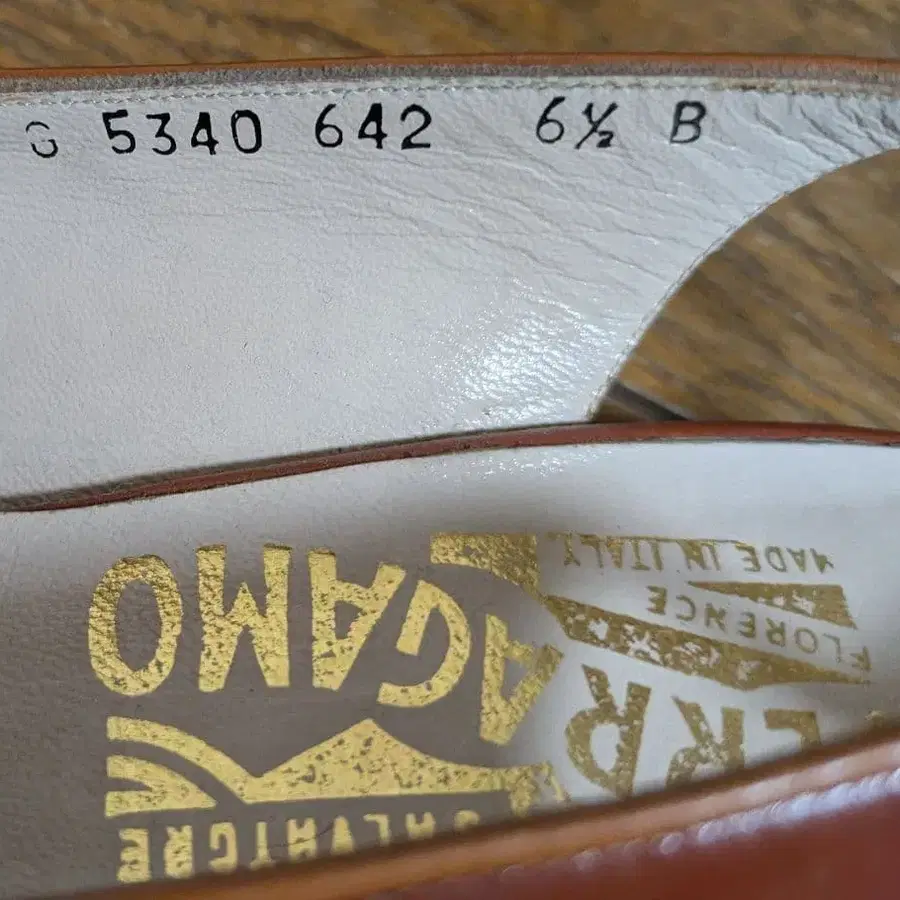 G 5340 642 6½ B
SALVATORE
FERRAGAMO
FLORENCE
MADE IN ITALY